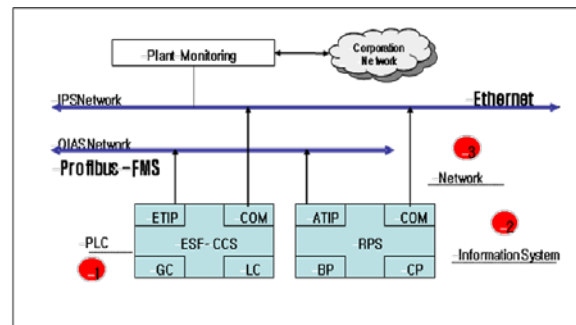 Plant Monitoring
Corporation
Network
IPS Network
Ethernet
QIAS Network
Profibus-FMS
3
Network
ETIP
COM
ATIP
COM
2
PLC
ESF-CCS
RPS
Information System
1
GC
LC
BP
CP